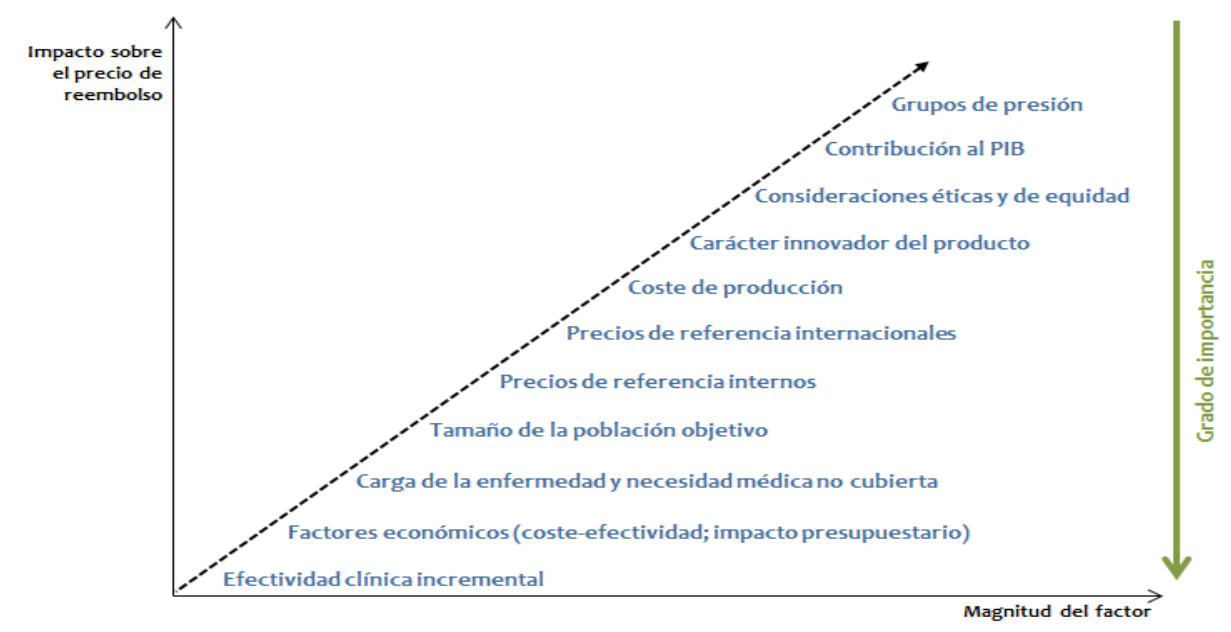 Impacto sobre
el precio de
reembolso
Grupos de presión
Contribución al PIB
Consideraciones éticas y de equidad
Carácter innovador del producto
Coste de producción
Precios de referencia internacionales
Precios de referencia internos
Tamaño de la población objetivo
Carga de la enfermedad y necesidad médica no cubierta
Factores económicos (coste-efectividad; impacto presupuestario)
Efectividad clínica incremental
Magnitud del factor
Grado de importancia